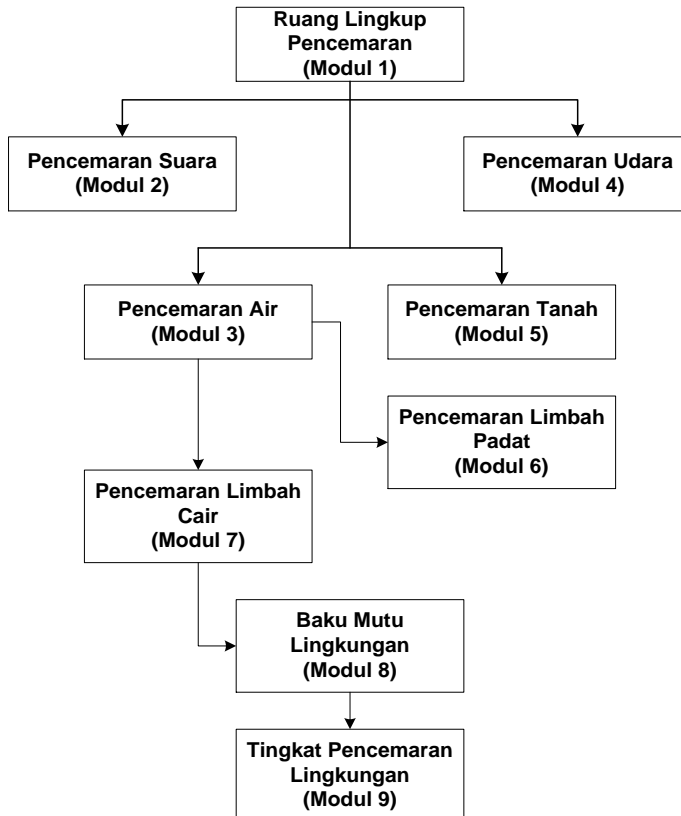 Ruang Lingkup
Pencemaran
(Modul 1)
Pencemaran Suara
(Modul 2)
Pencemaran Udara
(Modul 4)
Pencemaran Air
(Modul 3)
Pencemaran Tanah
(Modul 5)
Pencemaran Limbah
Padat
(Modul 6)
Pencemaran Limbah
Cair
(Modul 7)
Baku Mutu
Lingkungan
(Modul 8)
Tingkat Pencemaran
Lingkungan
(Modul 9)